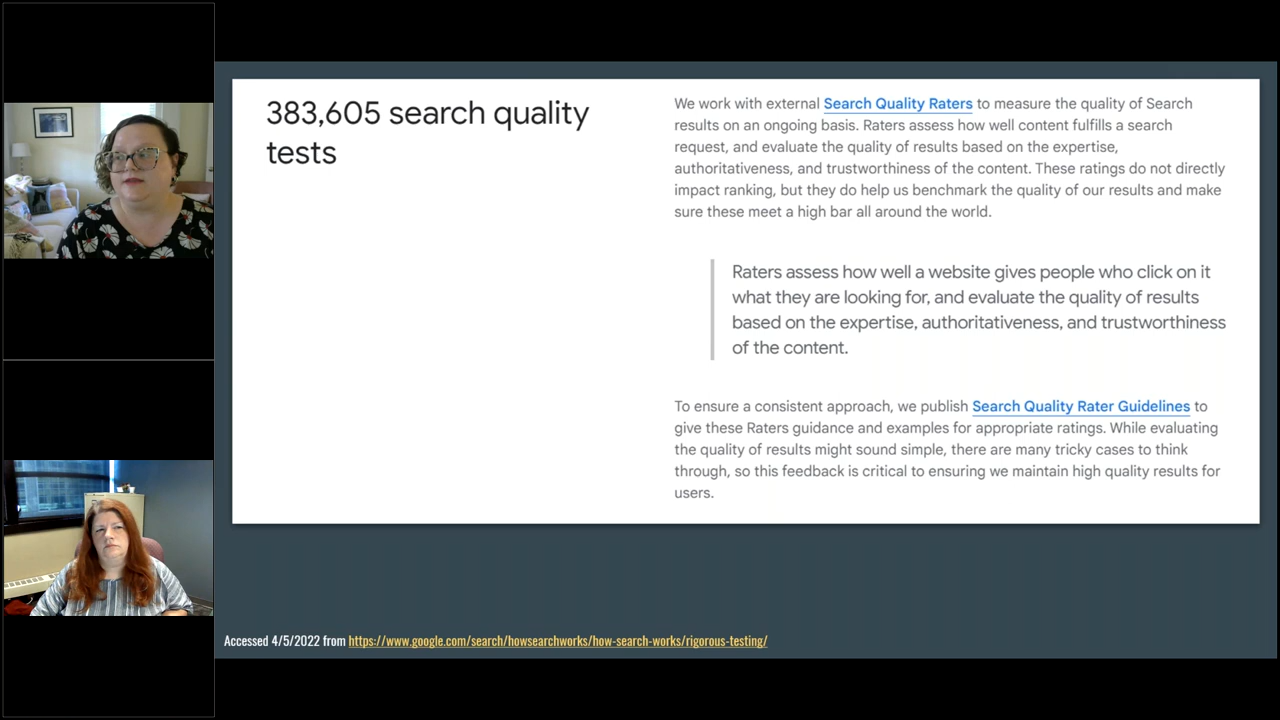 383,605 search quality
tests
We work with external Search Quality Raters to measure the quality of Search
results on an ongoing basis. Raters assess how well content fulfills a search
request, and evaluate the quality of results based on the expertise,
authoritativeness, and trustworthiness of the content. These ratings do not directly
impact ranking, but they do help us benchmark the quality of our results and make
sure these meet a high bar all around the world.
Raters assess how well a website gives people who click on it
what they are looking for, and evaluate the quality of results
based on the expertise, authoritativeness, and trustworthiness
of the content.
To ensure a consistent approach, we publish Search Quality Rater Guidelines to
give these Raters guidance and examples for appropriate ratings. While evaluating
the quality of results might sound simple, there are many tricky cases to think
through, so this feedback is critical to ensuring we maintain high quality results for
users.
Accessed 4/5/2022 from https://www.google.com/search/howsearchworks/how-search-works/rigorous-testing/